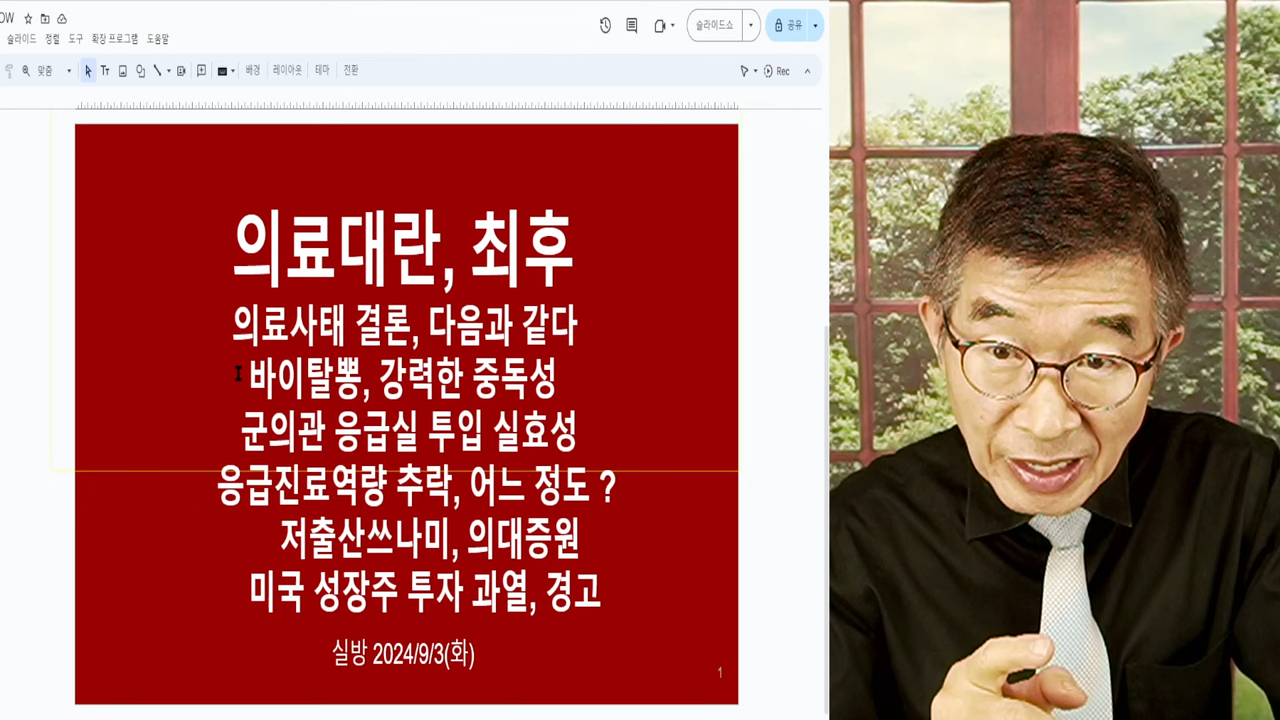 OW
슬라이드쇼
공유
슬라이드 정렬 도구 확장 프로그램 도움말
맞춤 Tт 배경 레이아웃 테마 전환 Rec
의료대란, 최후
의료사태 결론, 다음과 같다
바이탈뽕, 강력한 중독성
군의관 응급실 투입 실효성
응급진료역량 추락, 어느 정도 ?
저출산쓰나미, 의대증원
미국 성장주 투자 과열, 경고
실방 2024/9/3(화)
1